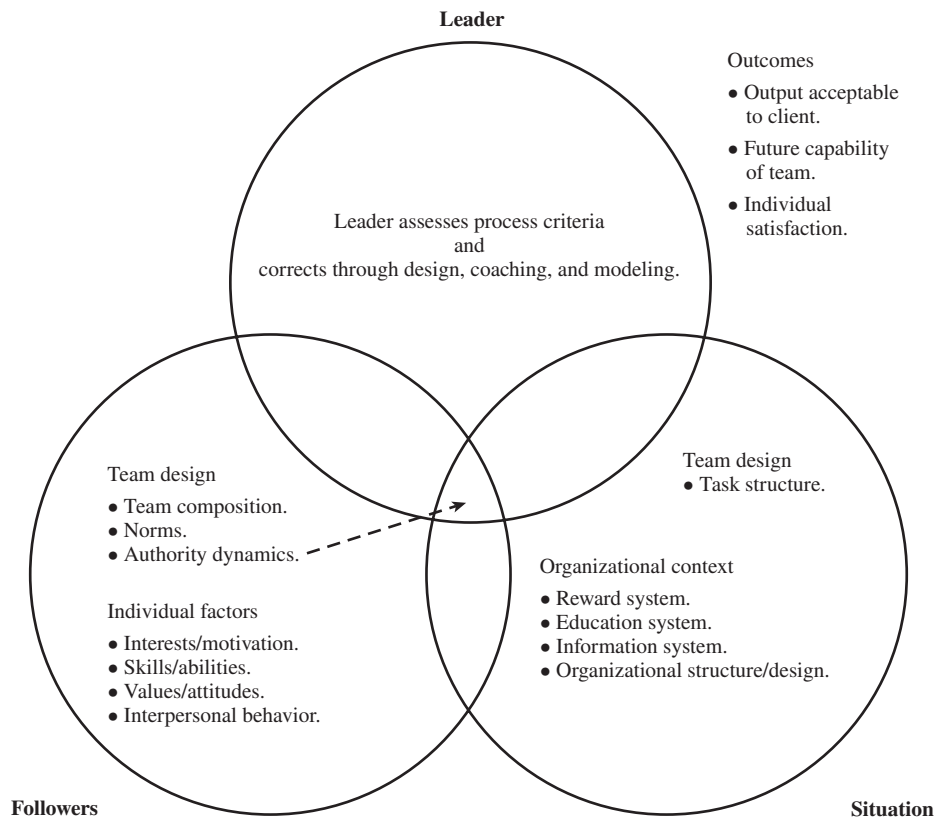 Leader
Outcomes
• Output acceptable
to client.
• Future capability
of team.
• Individual
satisfaction.
Leader assesses process criteria
and
corrects through design, coaching, and modeling.
Team design
• Team composition.
• Norms.
• Authority dynamics.
Individual factors
• Interests/motivation.
• Skills/abilities.
• Values/attitudes.
• Interpersonal behavior.
Team design
• Task structure.
Organizational context
• Reward system.
• Education system.
• Information system.
• Organizational structure/design.
Followers
Situation